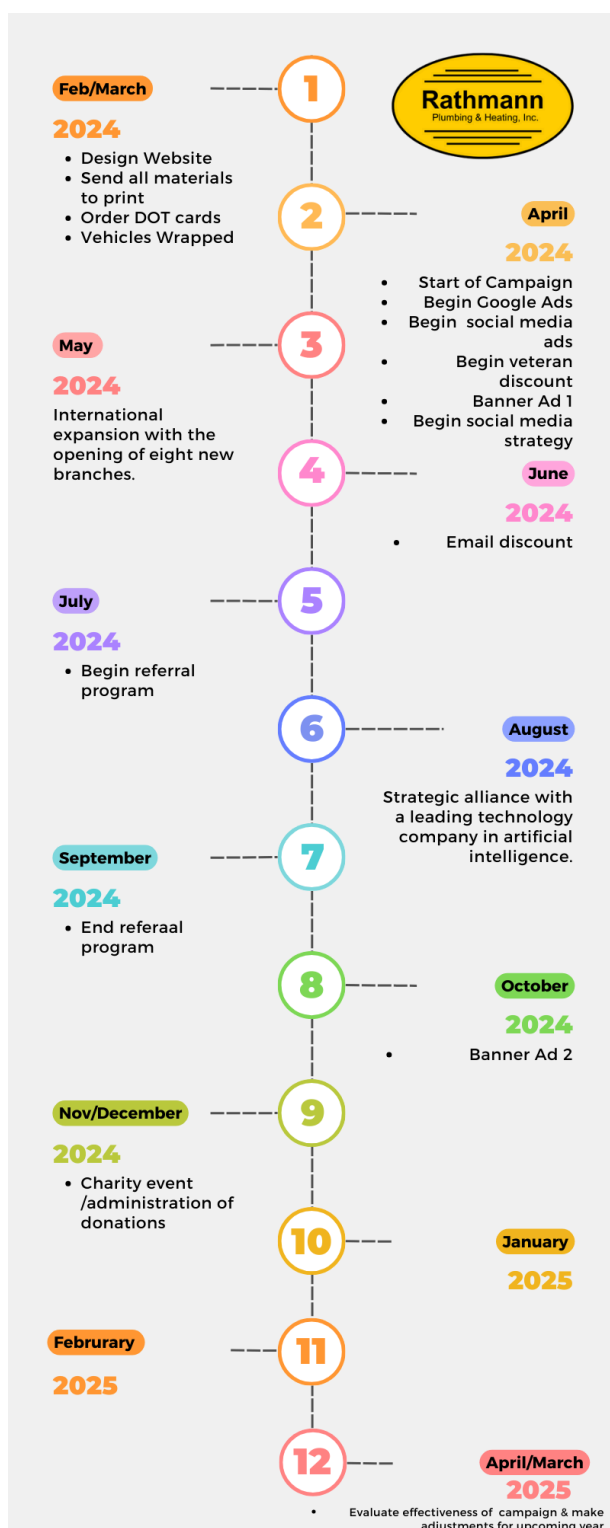 1
Feb/March
2024
• Design Website
• Send all materials
to print
• Order DOT cards
• Vehicles Wrapped
Rathmann
Plumbing & Heating, Inc.
2
April
2024
• Start of Campaign
• Begin Google Ads
• Begin social media
ads
• Begin veteran
discount
• Banner Ad 1
• Begin social media
strategy
3
May
2024
International
expansion with the
opening of eight new
branches.
4
June
2024
• Email discount
5
July
2024
• Begin referral
program
6
August
2024
Strategic alliance with
a leading technology
company in artificial
intelligence.
7
September
2024
• End referaal
program
8
October
2024
• Banner Ad 2
9
Nov/December
2024
• Charity event
/administration of
donations
10
January
2025
11
Februrary
2025
12
April/March
2025
• Evaluate effectiveness of campaign & make
adjustments for upcoming year